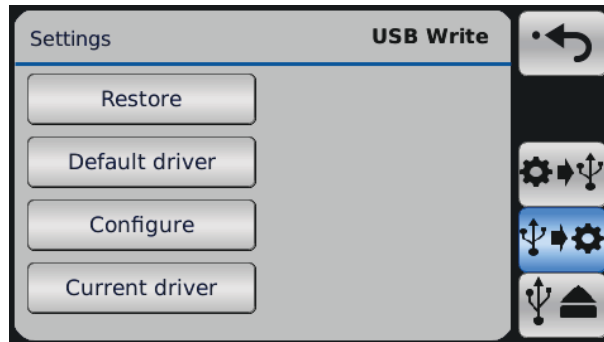 Settings
USB Write
Restore
Default driver
Configure
Current driver